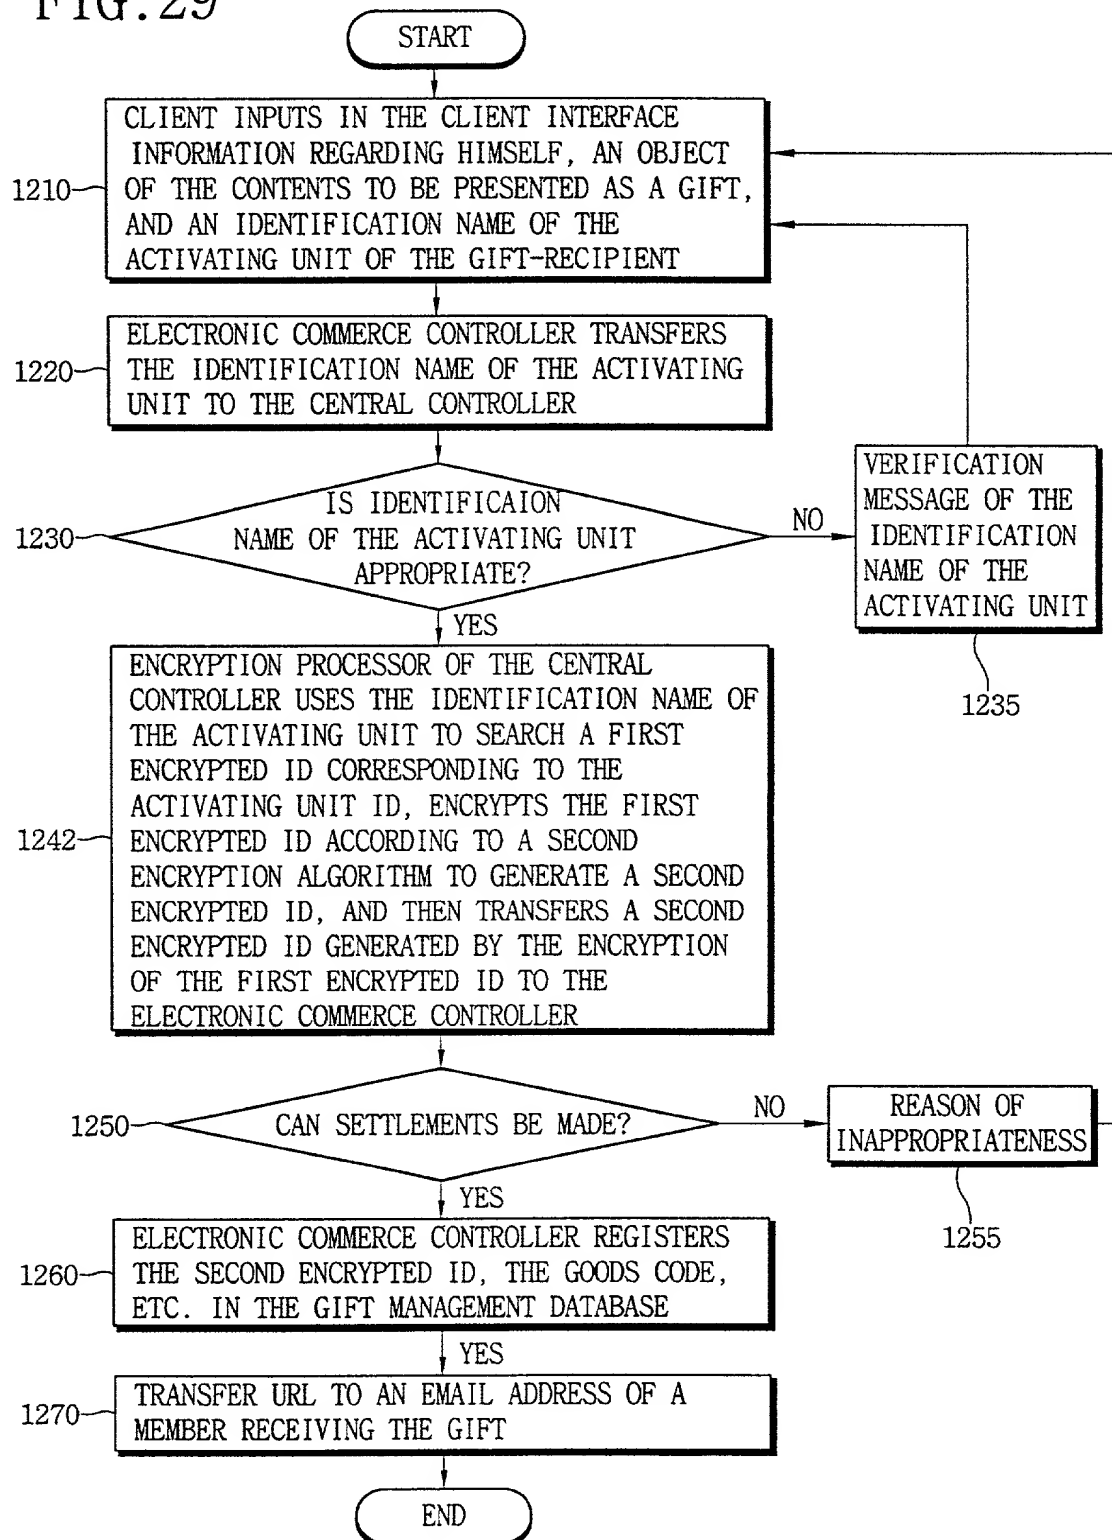 FIG.29
START
CLIENT INPUTS IN THE CLIENT INTERFACE
INFORMATION REGARDING HIMSELF, AN OBJECT
OF THE CONTENTS TO BE PRESENTED AS A GIFT,
AND AN IDENTIFICATION NAME OF THE
ACTIVATING UNIT OF THE GIFT-RECIPIENT
1210
ELECTRONIC COMMERCE CONTROLLER TRANSFERS
THE IDENTIFICATION NAME OF THE ACTIVATING
UNIT TO THE CENTRAL CONTROLLER
1220
IS IDENTIFICAION
NAME OF THE ACTIVATING UNIT
APPROPRIATE?
1230
NO
VERIFICATION
MESSAGE OF THE
IDENTIFICATION
NAME OF THE
ACTIVATING UNIT
1235
YES
ENCRYPTION PROCESSOR OF THE CENTRAL
CONTROLLER USES THE IDENTIFICATION NAME OF
THE ACTIVATING UNIT TO SEARCH A FIRST
ENCRYPTED ID CORRESPONDING TO THE
ACTIVATING UNIT ID, ENCRYPTS THE FIRST
ENCRYPTED ID ACCORDING TO A SECOND
ENCRYPTION ALGORITHM TO GENERATE A SECOND
ENCRYPTED ID, AND THEN TRANSFERS A SECOND
ENCRYPTED ID GENERATED BY THE ENCRYPTION
OF THE FIRST ENCRYPTED ID TO THE
ELECTRONIC COMMERCE CONTROLLER
1242
CAN SETTLEMENTS BE MADE?
1250
NO
REASON OF
INAPPROPRIATENESS
1255
YES
ELECTRONIC COMMERCE CONTROLLER REGISTERS
THE SECOND ENCRYPTED ID, THE GOODS CODE,
ETC. IN THE GIFT MANAGEMENT DATABASE
1260
YES
TRANSFER URL TO AN EMAIL ADDRESS OF A
MEMBER RECEIVING THE GIFT
1270
END